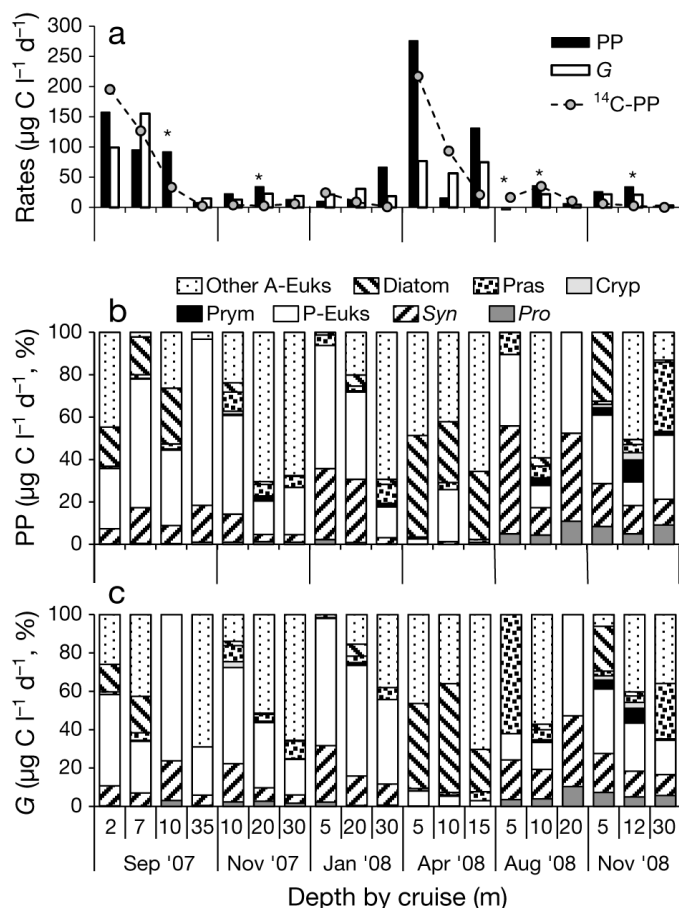 a
Rates (µg C l⁻¹ d⁻¹)
300
250
200
150
100
50
0
PP
G
¹⁴C-PP
*
*
*
*
*
Other A-Euks Diatom Pras Cryp
Prym P-Euks Syn Pro
b
PP (µg C l⁻¹ d⁻¹, %)
100
80
60
40
20
0
c
G (µg C l⁻¹ d⁻¹, %)
100
80
60
40
20
0
2 7 10 35 10 20 30 5 20 30 5 10 15 5 10 20 5 12 30
Sep '07 Nov '07 Jan '08 Apr '08 Aug '08 Nov '08
Depth by cruise (m)